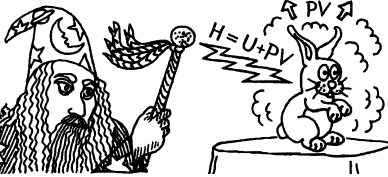 H = U + PV
PV